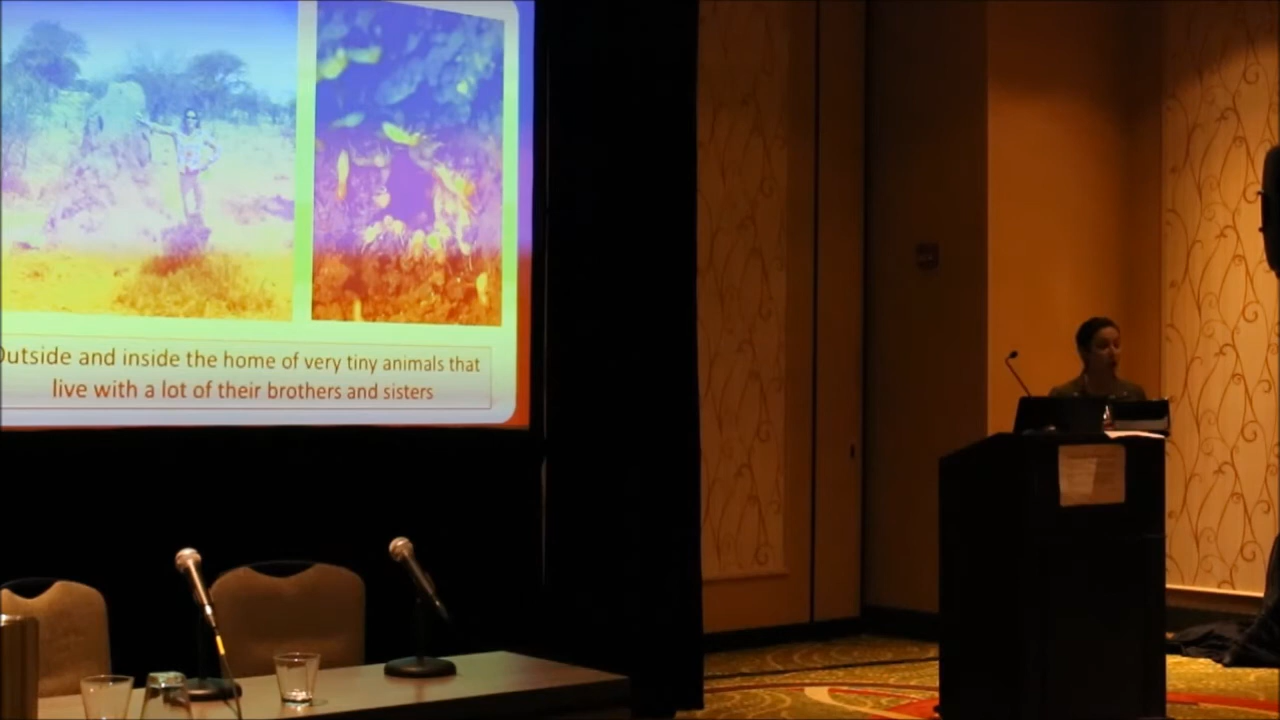 Outside and inside the home of very tiny animals that
live with a lot of their brothers and sisters